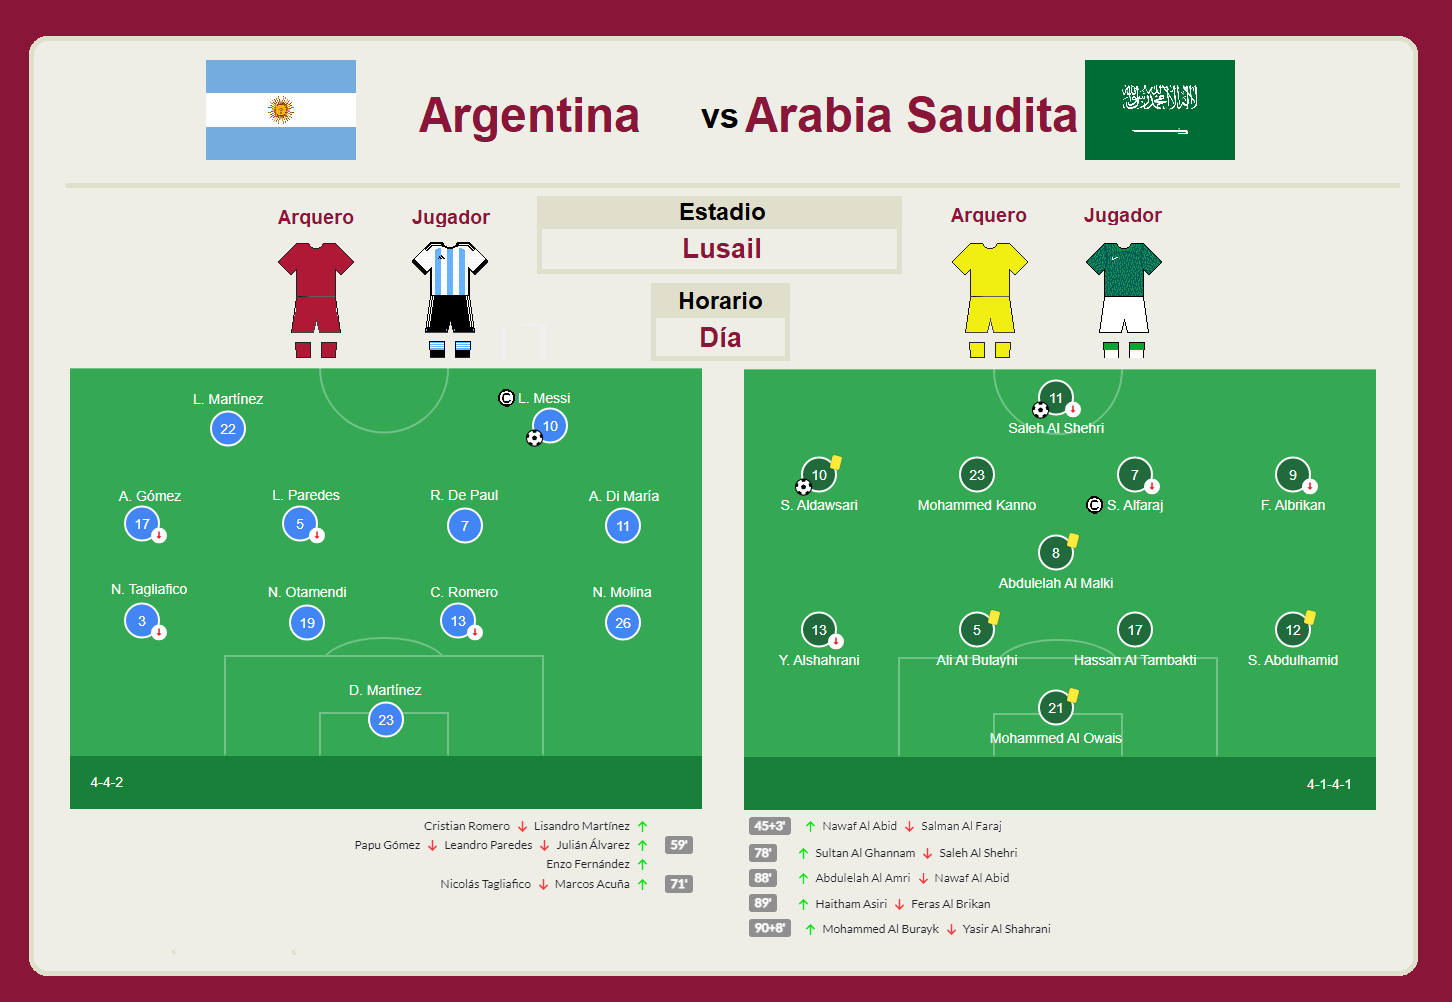 Argentina vs Arabia Saudita
Arquero Jugador
Estadio
Lusail
Horario
Día
Arquero Jugador
L. Martínez
22
© L. Messi
10
A. Gómez L. Paredes R. De Paul A. Di María
17 5 7 11
N. Tagliafico N. Otamendi C. Romero N. Molina
3 19 13 26
D. Martínez
23
4-4-2
11
Saleh Al Shehri
10 23 7 9
S. Aldawsari Mohammed Kanno © S. Alfaraj F. Albrikan
8
Abdulelah Al Malki
13 5 17 12
Y. Alshahrani Ali Al Bulayhi Hassan Al Tambakti S. Abdulhamid
21
Mohammed Al Owais
4-1-4-1
Cristian Romero ↓ Lisandro Martínez ↑
Papu Gómez ↓ Leandro Paredes ↓ Julián Álvarez ↑ 59'
Enzo Fernández ↑
Nicolás Tagliafico ↓ Marcos Acuña ↑ 71'
45+3' ↑ Nawaf Al Abid ↓ Salman Al Faraj
78' ↑ Sultan Al Ghannam ↓ Saleh Al Shehri
88' ↑ Abdulelah Al Amri ↓ Nawaf Al Abid
89' ↑ Haitham Asiri ↓ Feras Al Brikan
90+8' ↑ Mohammed Al Burayk ↓ Yasir Al Shahrani